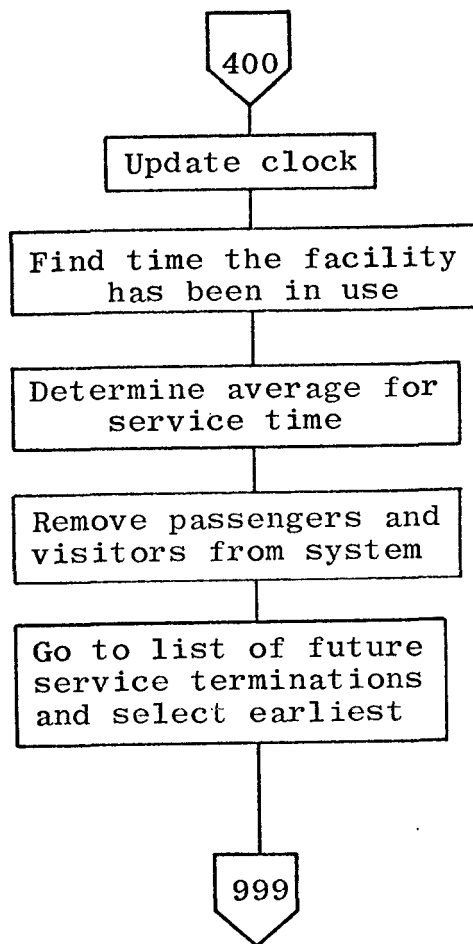 400
Update clock
Find time the facility
has been in use
Determine average for
service time
Remove passengers and
visitors from system
Go to list of future
service terminations
and select earliest
999